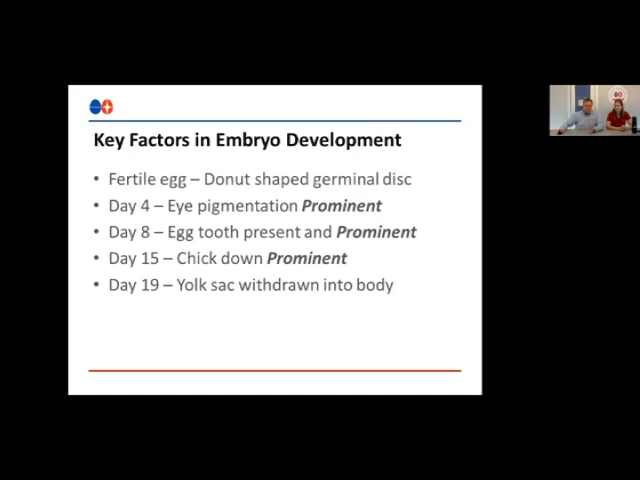 Key Factors in Embryo Development
• Fertile egg – Donut shaped germinal disc
• Day 4 – Eye pigmentation Prominent
• Day 8 – Egg tooth present and Prominent
• Day 15 – Chick down Prominent
• Day 19 – Yolk sac withdrawn into body